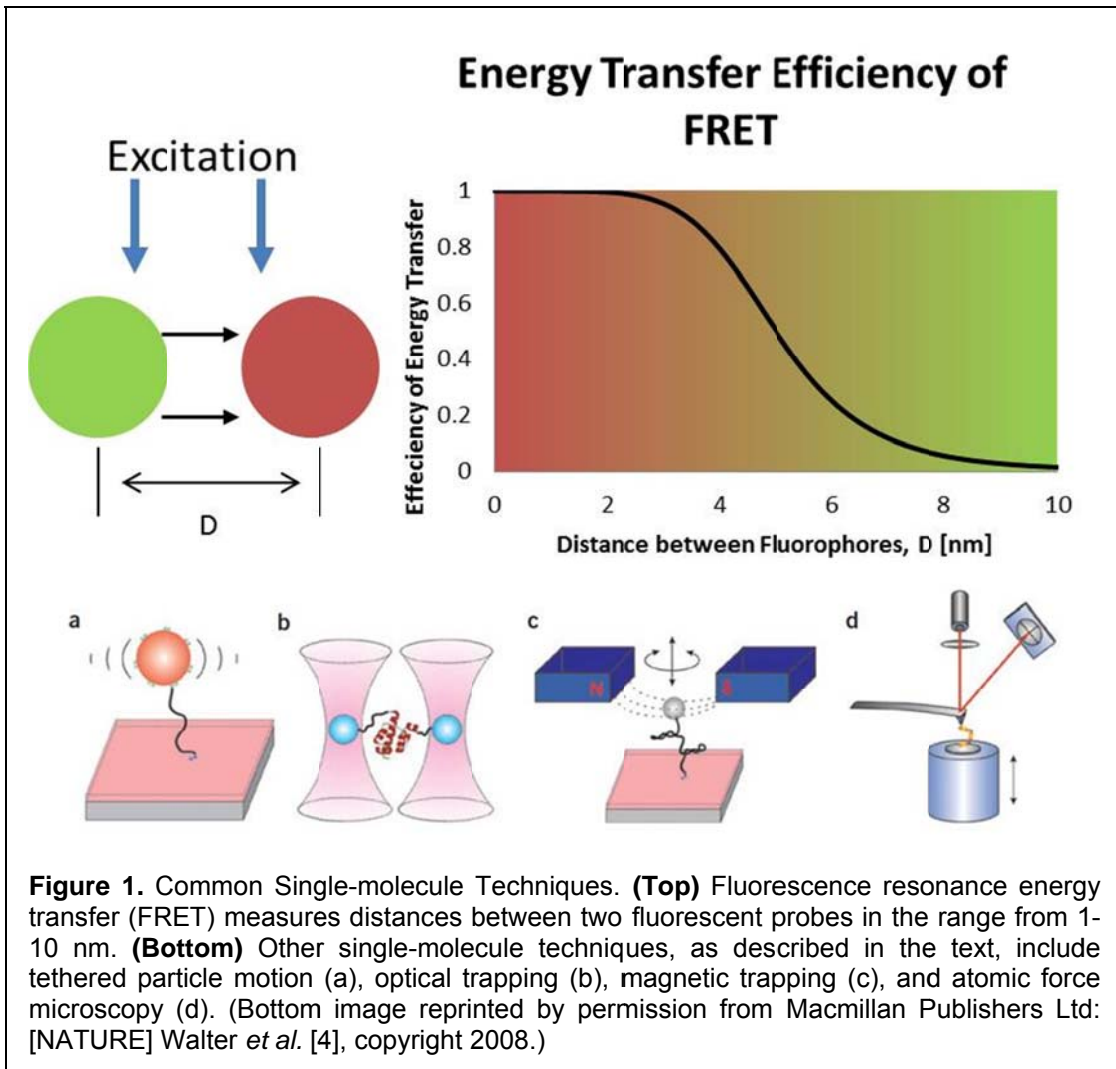 Energy Transfer Efficiency of
FRET
Excitation
D
Effeciency of Energy Transfer
1
0.8
0.6
0.4
0.2
0
0 2 4 6 8 10
Distance between Fluorophores, D [nm]
a b c d
N S
Figure 1. Common Single-molecule Techniques. (Top) Fluorescence resonance energy
transfer (FRET) measures distances between two fluorescent probes in the range from 1-
10 nm. (Bottom) Other single-molecule techniques, as described in the text, include
tethered particle motion (a), optical trapping (b), magnetic trapping (c), and atomic force
microscopy (d). (Bottom image reprinted by permission from Macmillan Publishers Ltd:
[NATURE] Walter et al. [4], copyright 2008.)